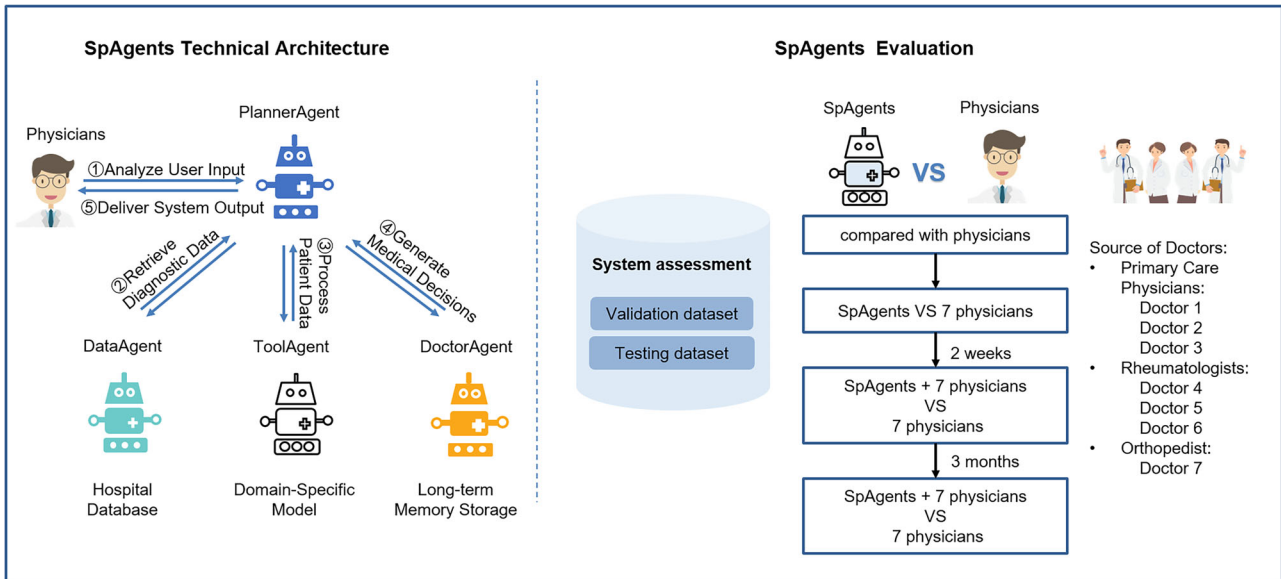 SpAgents Technical Architecture
PlannerAgent
Physicians
①Analyze User Input
⑤Deliver System Output
②Retrieve
Diagnostic Data
③Process
Patient Data
④Generate
Medical Decisions
DataAgent
ToolAgent
DoctorAgent
Hospital
Database
Domain-Specific
Model
Long-term
Memory Storage
SpAgents Evaluation
System assessment
Validation dataset
Testing dataset
SpAgents
VS
Physicians
compared with physicians
SpAgents VS 7 physicians
2 weeks
SpAgents + 7 physicians
VS
7 physicians
3 months
SpAgents + 7 physicians
VS
7 physicians
Source of Doctors:
• Primary Care
Physicians:
Doctor 1
Doctor 2
Doctor 3
• Rheumatologists:
Doctor 4
Doctor 5
Doctor 6
• Orthopedist:
Doctor 7